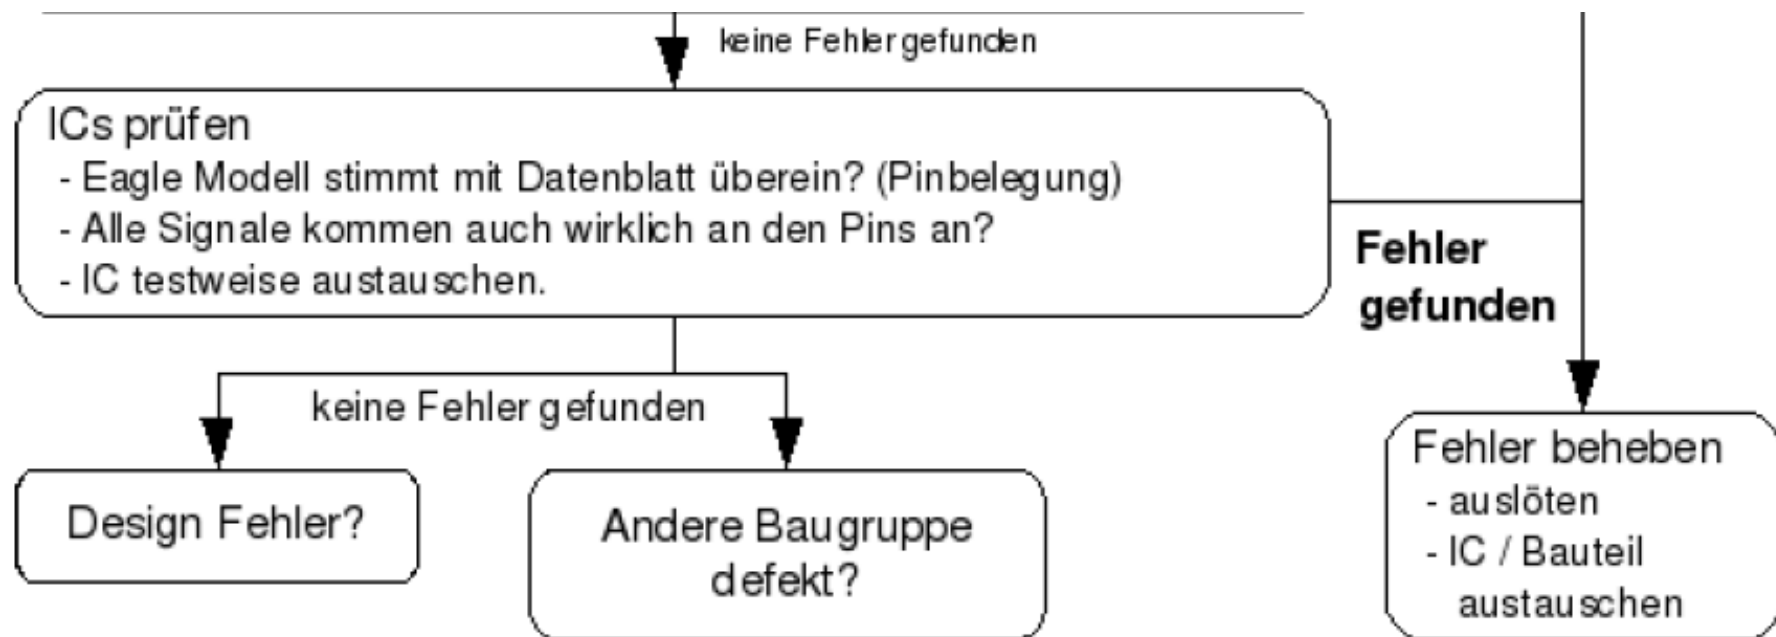 keine Fehler gefunden
ICs prüfen
- Eagle Modell stimmt mit Datenblatt überein? (Pinbelegung)
- Alle Signale kommen auch wirklich an den Pins an?
- IC testweise austauschen.
Fehler
gefunden
keine Fehler gefunden
Design Fehler?
Andere Baugruppe
defekt?
Fehler beheben
- auslöten
- IC / Bauteil
austauschen